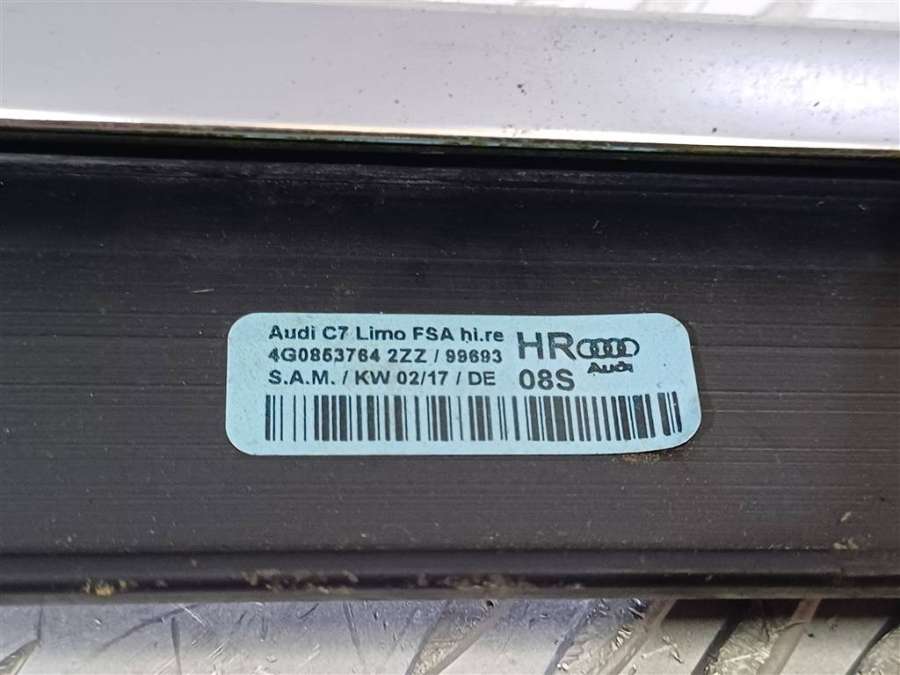 Audi C7 Limo FSA hi.re
4G0853764 2ZZ / 99693
S.A.M. / KW 02/17 / DE
HR
Audi
08S